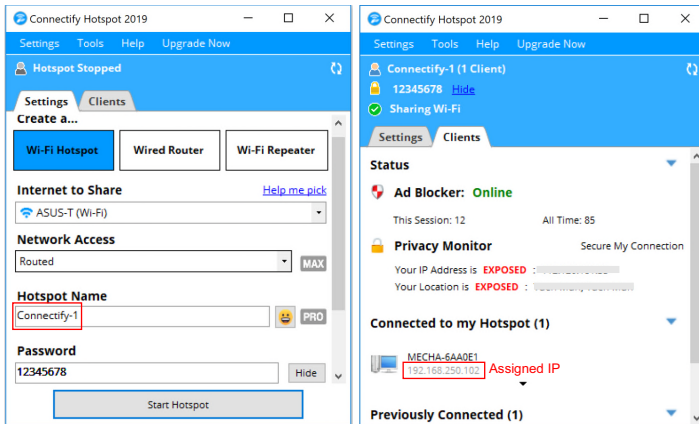 Connectify Hotspot 2019
Settings Tools Help Upgrade Now
Hotspot Stopped
Settings Clients
Create a...
Wi-Fi Hotspot Wired Router Wi-Fi Repeater
Internet to Share Help me pick
ASUS-T (Wi-Fi)
Network Access
Routed MAX
Hotspot Name
Connectify-1 PRO
Password
12345678 Hide
Start Hotspot
Connectify Hotspot 2019
Settings Tools Help Upgrade Now
Connectify-1 (1 Client)
12345678 Hide
Sharing Wi-Fi
Settings Clients
Status
Ad Blocker: Online
This Session: 12 All Time: 85
Privacy Monitor Secure My Connection
Your IP Address is EXPOSED :
Your Location is EXPOSED :
Connected to my Hotspot (1)
MECHA-6AA0E1
192.168.250.102 Assigned IP
Previously Connected (1)